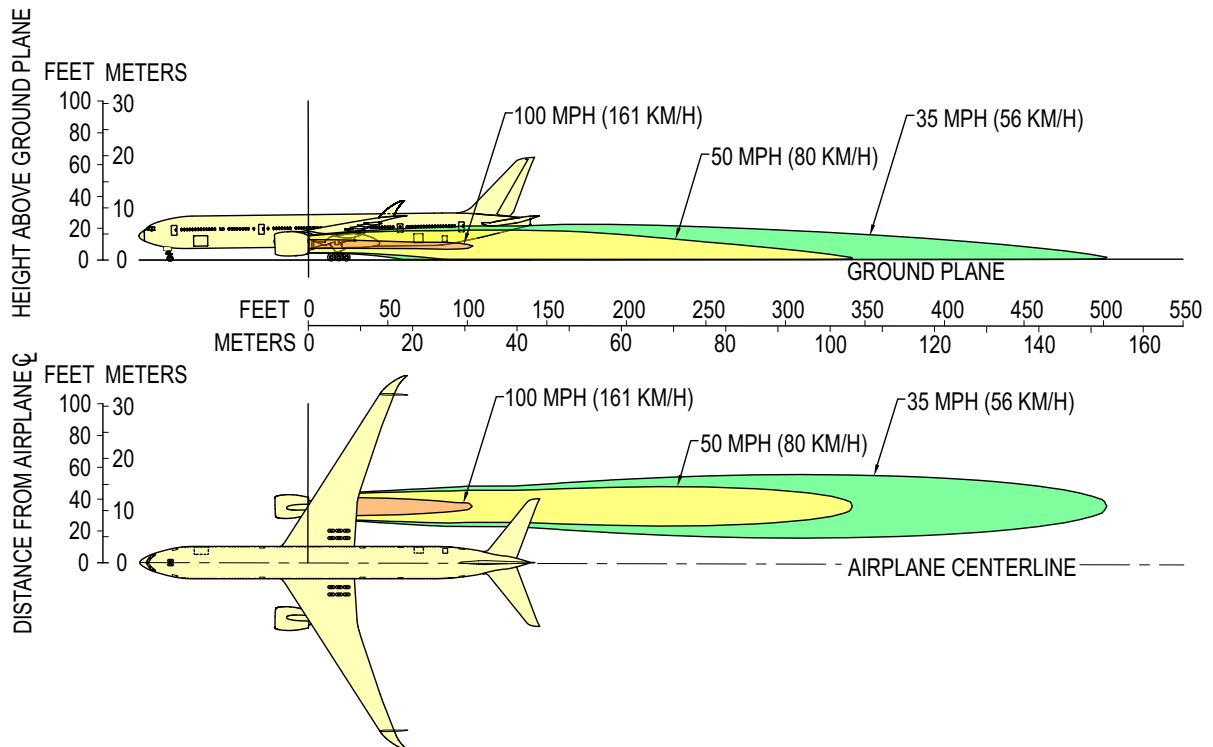 HEIGHT ABOVE GROUND PLANE
FEET METERS
100 30
80
60 20
40
10
20
0 0
100 MPH (161 KM/H)
50 MPH (80 KM/H)
35 MPH (56 KM/H)
GROUND PLANE
FEET 0 50 100 150 200 250 300 350 400 450 500 550
METERS 0 20 40 60 80 100 120 140 160
DISTANCE FROM AIRPLANE ℄
FEET METERS
100 30
80
20
60
40
10
20
0 0
100 MPH (161 KM/H)
50 MPH (80 KM/H)
35 MPH (56 KM/H)
AIRPLANE CENTERLINE